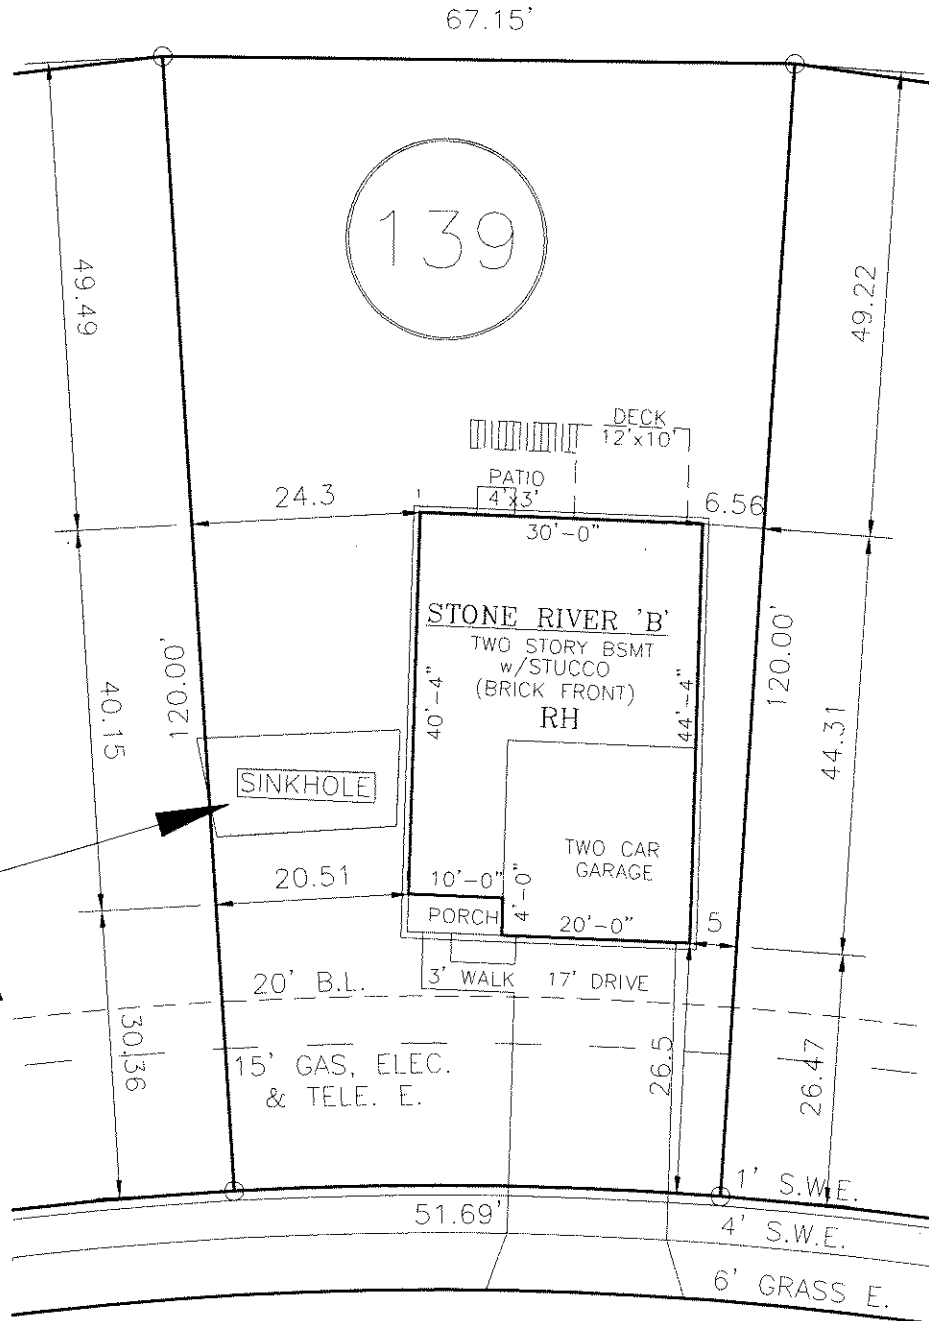 67.15'
139
49.49
49.22
DECK
12'x10'
PATIO
4'x3'
24.3
6.56
30'-0"
STONE RIVER 'B'
TWO STORY BSMT
w/STUCCO
(BRICK FRONT)
RH
120.00'
120.00'
40'-4"
44'-4"
40.15
44.31
SINKHOLE
TWO CAR
GARAGE
20.51
10'-0"
4'-0"
PORCH
20'-0"
5
3' WALK
17' DRIVE
20' B.L.
30.36
15' GAS, ELEC.
& TELE. E.
26.5
26.47
1' S.W.E.
51.69'
4' S.W.E.
6' GRASS E.